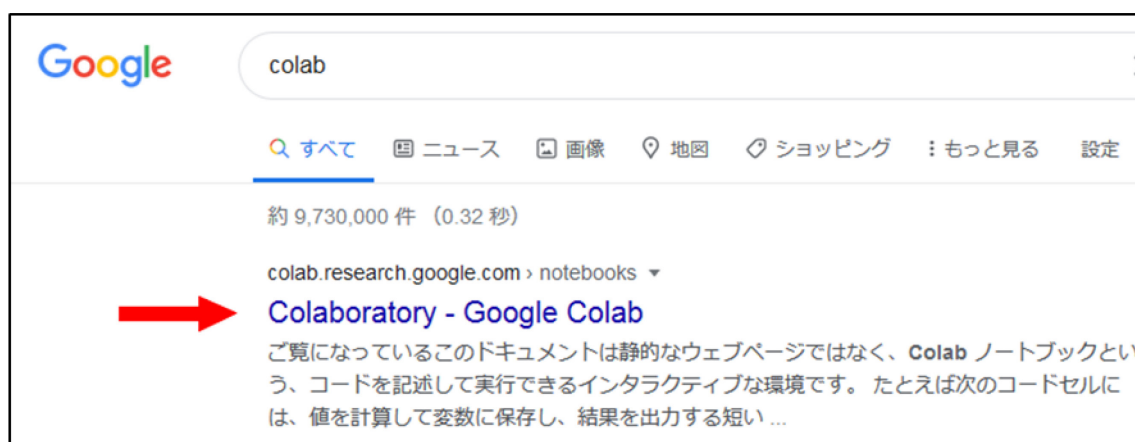 Google
colab
すべて ニュース 画像 地図 ショッピング もっと見る 設定
約 9,730,000 件 （0.32 秒）
colab.research.google.com › notebooks
Colaboratory - Google Colab
ご覧になっているこのドキュメントは静的なウェブページではなく、Colab ノートブックとい
う、コードを記述して実行できるインタラクティブな環境です。 たとえば次のコードセルに
は、値を計算して変数に保存し、結果を出力する短い ...